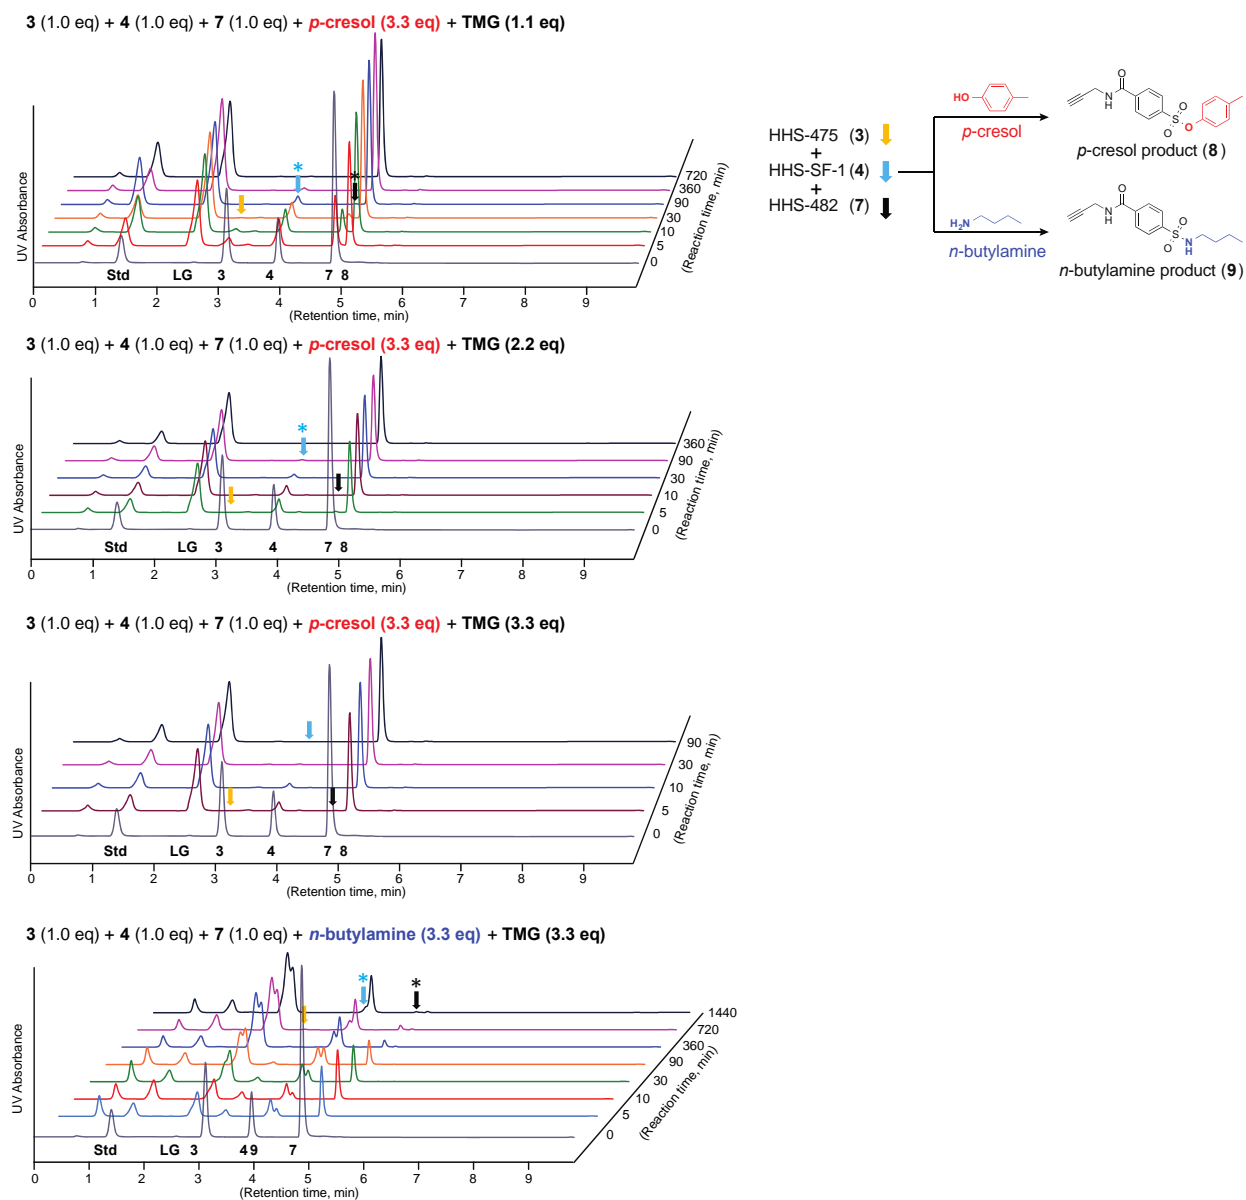 3 (1.0 eq) + 4 (1.0 eq) + 7 (1.0 eq) + p-cresol (3.3 eq) + TMG (1.1 eq)
UV Absorbance
*
*
720
360
90
30
10
5
0
(Reaction time, min)
Std LG 3 4 7 8
0 1 2 3 4 5 6 7 8 9
(Retention time, min)
HHS-475 (3)
+
HHS-SF-1 (4)
+
HHS-482 (7)
HO
p-cresol
H2N
n-butylamine
O
NH
O
S
O
O
p-cresol product (8)
O
NH
O
S
O
NH
n-butylamine product (9)
3 (1.0 eq) + 4 (1.0 eq) + 7 (1.0 eq) + p-cresol (3.3 eq) + TMG (2.2 eq)
UV Absorbance
*
360
90
30
10
5
0
(Reaction time, min)
Std LG 3 4 7 8
0 1 2 3 4 5 6 7 8 9
(Retention time, min)
3 (1.0 eq) + 4 (1.0 eq) + 7 (1.0 eq) + p-cresol (3.3 eq) + TMG (3.3 eq)
UV Absorbance
90
30
10
5
0
(Reaction time, min)
Std LG 3 4 7 8
0 1 2 3 4 5 6 7 8 9
(Retention time, min)
3 (1.0 eq) + 4 (1.0 eq) + 7 (1.0 eq) + n-butylamine (3.3 eq) + TMG (3.3 eq)
UV Absorbance
*
*
1440
720
360
90
30
10
5
0
(Reaction time, min)
Std LG 3 4 9 7
0 1 2 3 4 5 6 7 8 9
(Retention time, min)